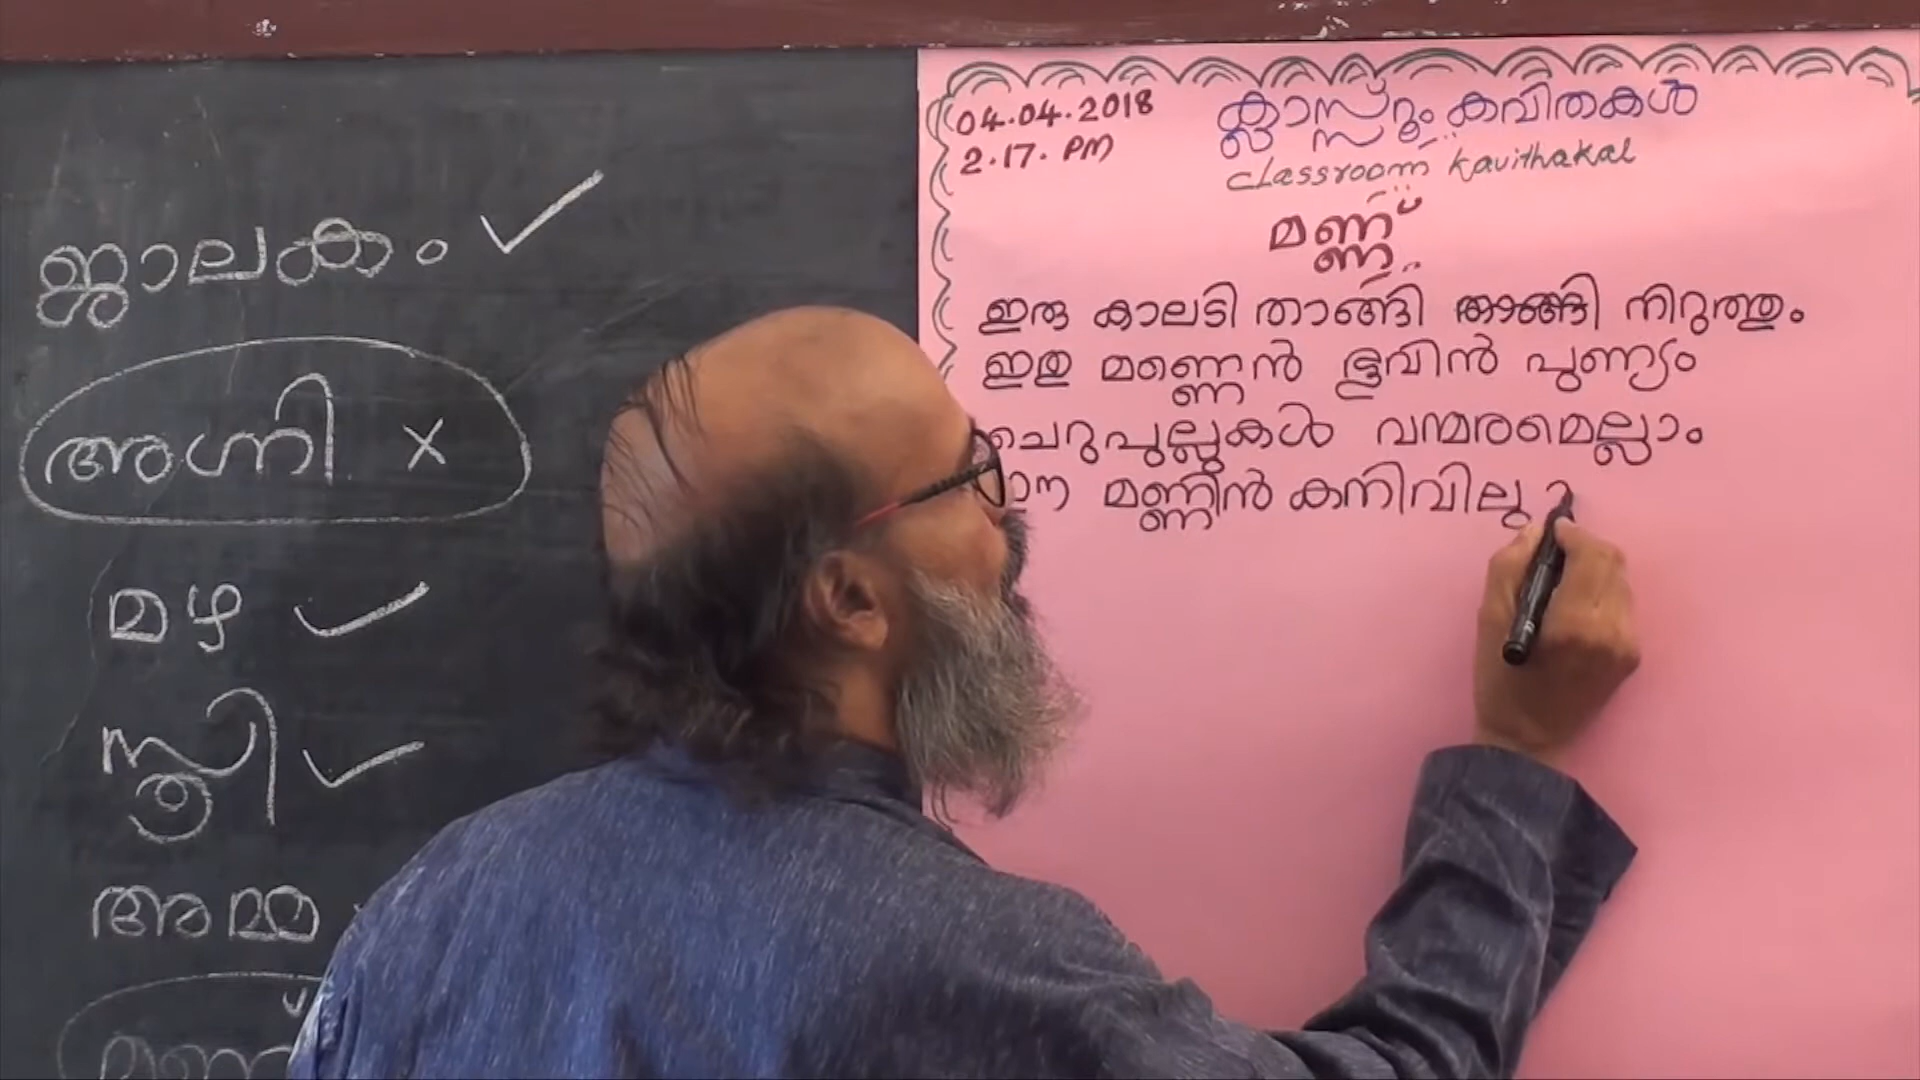 ജാലകം
അഗ്നി x
മഴ
സ്ത്രീ
അമ്മ
04.04.2018
2.17. PM
ക്ലാസ്സ്റൂം കവിതകൾ
classroom kavithakal
മണ്ണ്
ഇരു കാലടി താങ്ങി താങ്ങി നിറുത്തും
ഇതു മണ്ണെൻ ഭൂവിൻ പുണ്യം
ചെറുപുല്ലുകൾ വന്മരമെല്ലാം
മണ്ണിൻ കനിവിലു